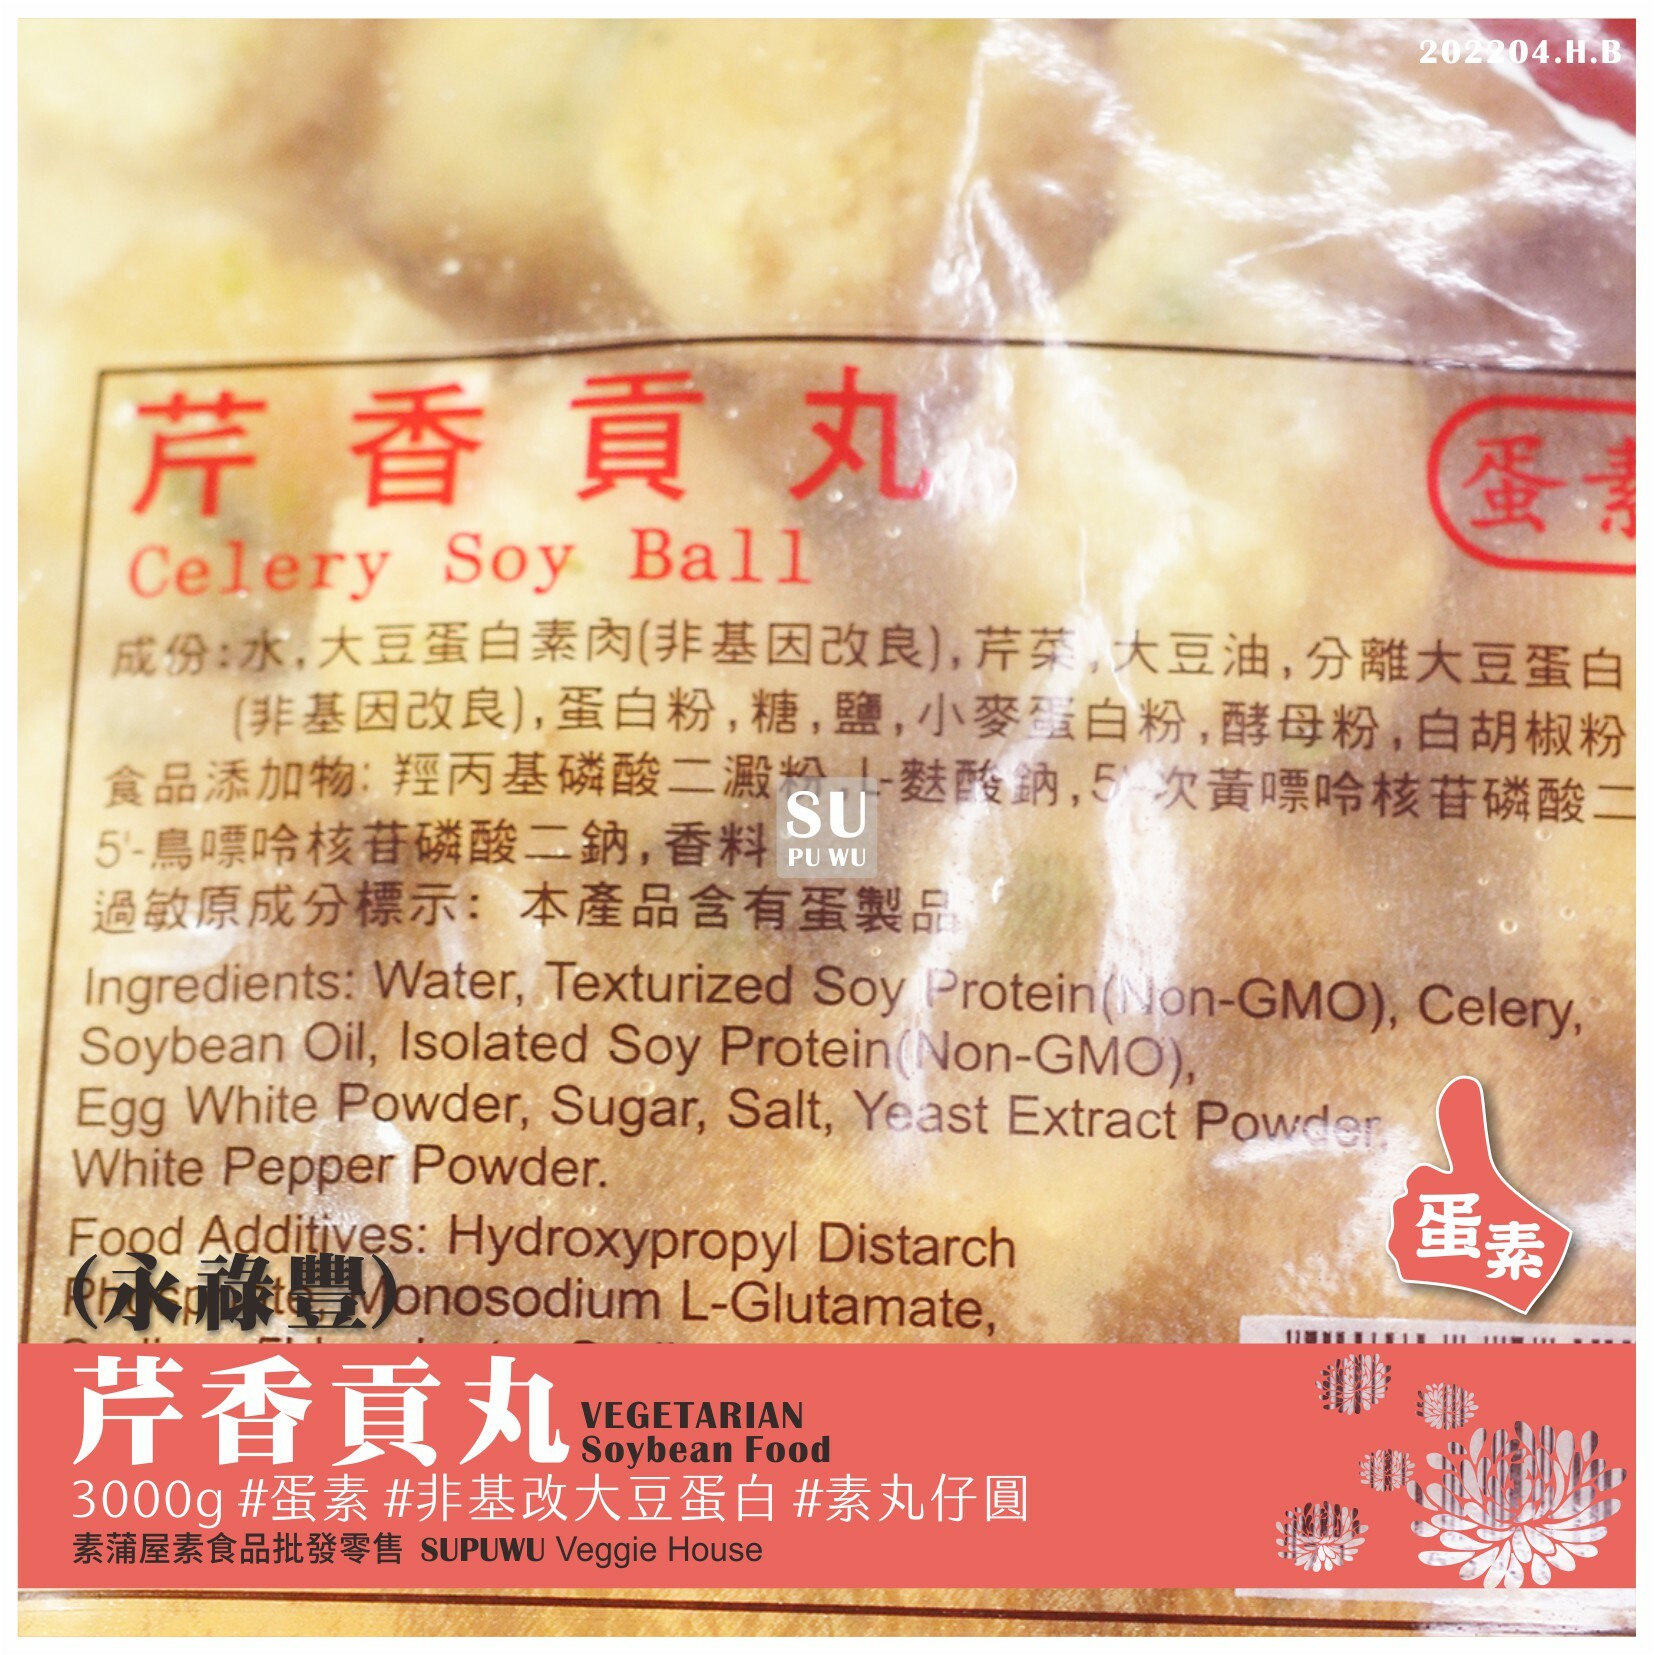 202204.H.B
芹香貢丸
蛋素
Celery Soy Ball
成份:水,大豆蛋白素肉(非基因改良),芹菜,大豆油,分離大豆蛋白
(非基因改良),蛋白粉,糖,鹽,小麥蛋白粉,酵母粉,白胡椒粉
食品添加物:羥丙基磷酸二澱粉,L-麩酸鈉,5'-次黃嘌呤核苷磷酸二
5'-鳥嘌呤核苷磷酸二鈉,香料
SU
PU WU
過敏原成分標示: 本產品含有蛋製品
Ingredients: Water, Texturized Soy Protein(Non-GMO), Celery,
Soybean Oil, Isolated Soy Protein(Non-GMO),
Egg White Powder, Sugar, Salt, Yeast Extract Powder,
White Pepper Powder.
Food Additives: Hydroxypropyl Distarch
Phosphate, Monosodium L-Glutamate,
蛋素
(永祿豐)
芹香貢丸
VEGETARIAN
Soybean Food
3000g #蛋素 #非基改大豆蛋白 #素丸仔圓
素蒲屋素食品批發零售 SUPUWU Veggie House